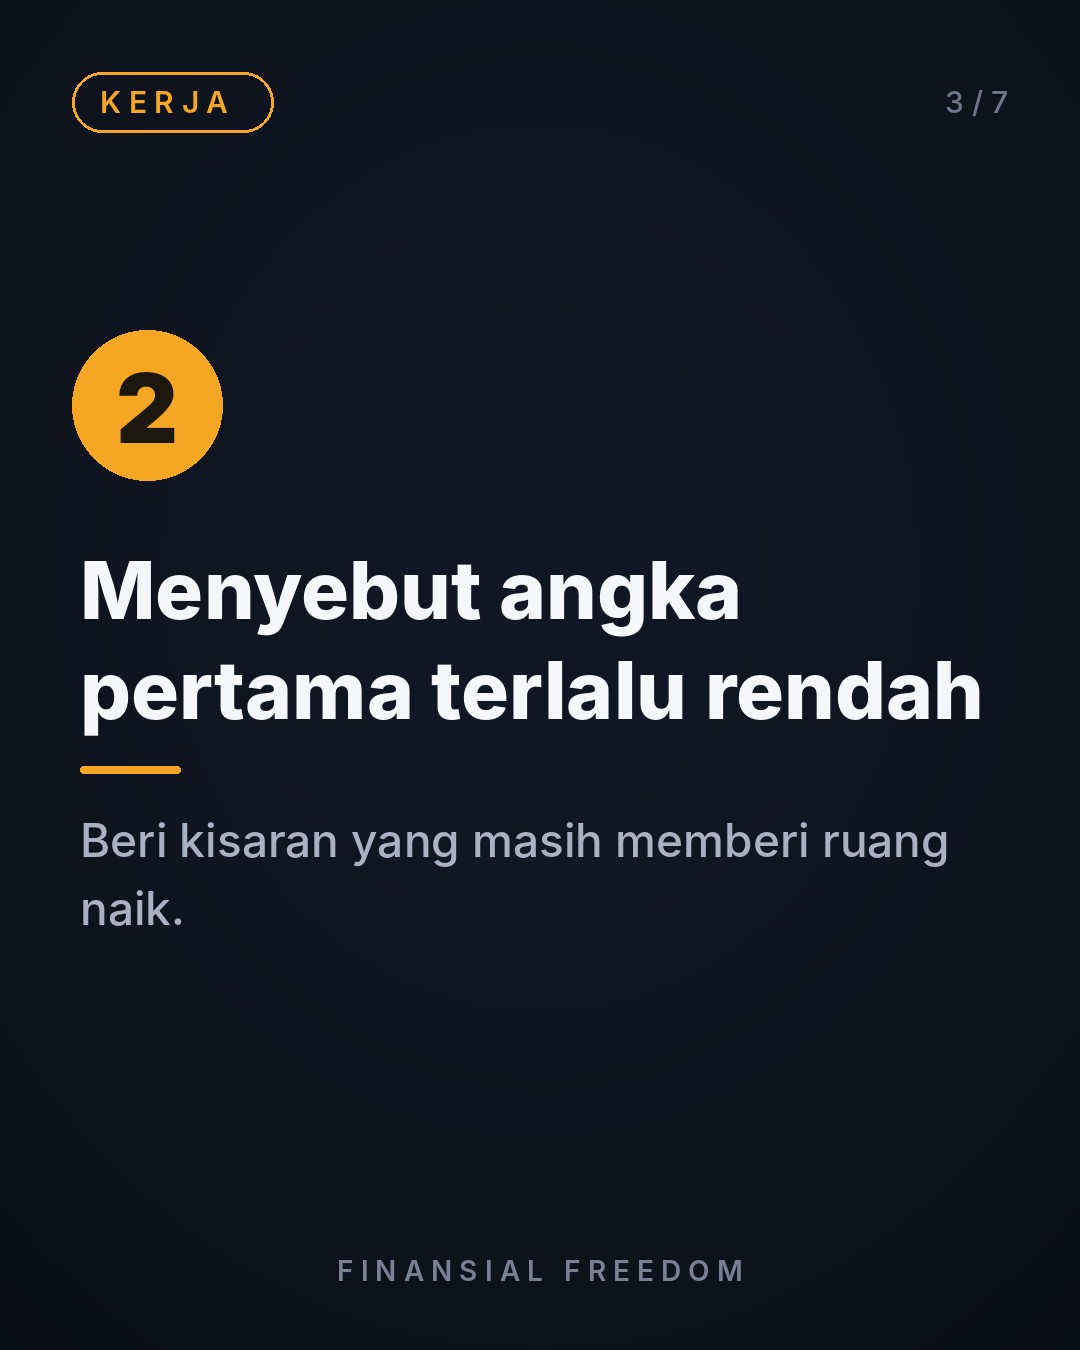 KERJA
3/7
2
Menyebut angka
pertama terlalu rendah
Beri kisaran yang masih memberi ruang
naik.
FINANSIAL FREEDOM